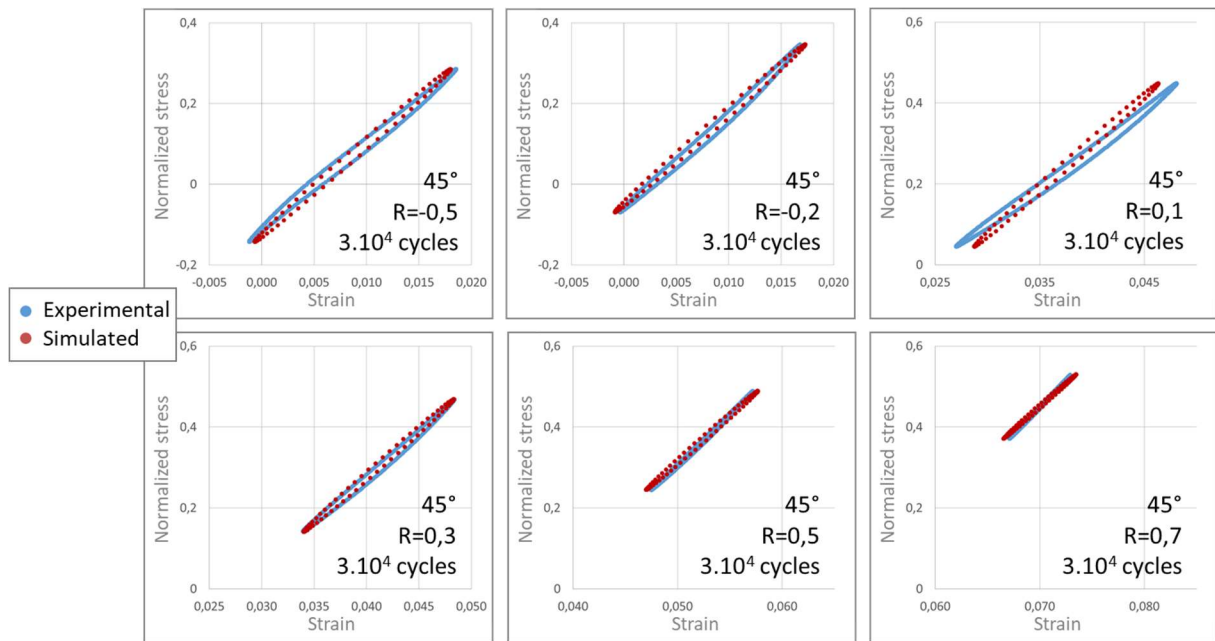 0,4
0,2
0
-0,2
-0,005
0,000
0,005
0,010
0,015
0,020
Normalized stress
Strain
45°
R=-0,5
3.10⁴ cycles
0,4
0,2
0
-0,2
-0,005
0,000
0,005
0,010
0,015
0,020
Normalized stress
Strain
45°
R=-0,2
3.10⁴ cycles
0,6
0,4
0,2
0
0,025
0,035
0,045
Normalized stress
Strain
45°
R=0,1
3.10⁴ cycles
Experimental
Simulated
0,6
0,4
0,2
0
0,025
0,030
0,035
0,040
0,045
0,050
Normalized stress
Strain
45°
R=0,3
3.10⁴ cycles
0,6
0,4
0,2
0
0,040
0,050
0,060
Normalized stress
Strain
45°
R=0,5
3.10⁴ cycles
0,6
0,4
0,2
0
0,060
0,070
0,080
Normalized stress
Strain
45°
R=0,7
3.10⁴ cycles